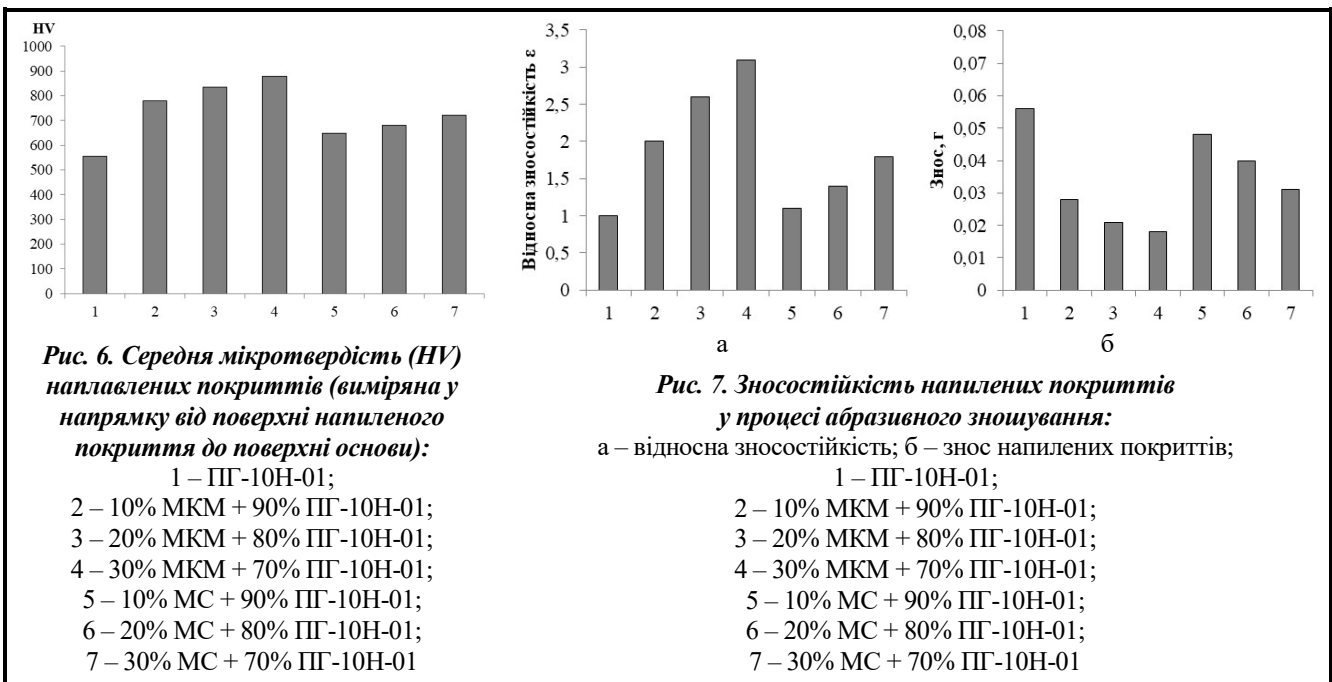 HV
1000
900
800
700
600
500
400
300
200
100
0
1 2 3 4 5 6 7
Рис. 6. Середня мікротвердість (HV)
наплавлених покриттів (виміряна у
напрямку від поверхні напиленого
покриття до поверхні основи):
1 – ПГ-10Н-01;
2 – 10% МКМ + 90% ПГ-10Н-01;
3 – 20% МКМ + 80% ПГ-10Н-01;
4 – 30% МКМ + 70% ПГ-10Н-01;
5 – 10% МС + 90% ПГ-10Н-01;
6 – 20% МС + 80% ПГ-10Н-01;
7 – 30% МС + 70% ПГ-10Н-01
Відносна зносостійкість ε
3,5
3
2,5
2
1,5
1
0,5
0
1 2 3 4 5 6 7
а
Знос, г
0,08
0,07
0,06
0,05
0,04
0,03
0,02
0,01
0
1 2 3 4 5 6 7
б
Рис. 7. Зносостійкість напилених покриттів
у процесі абразивного зношування:
а – відносна зносостійкість; б – знос напилених покриттів;
1 – ПГ-10Н-01;
2 – 10% МКМ + 90% ПГ-10Н-01;
3 – 20% МКМ + 80% ПГ-10Н-01;
4 – 30% МКМ + 70% ПГ-10Н-01;
5 – 10% МС + 90% ПГ-10Н-01;
6 – 20% МС + 80% ПГ-10Н-01;
7 – 30% МС + 70% ПГ-10Н-01